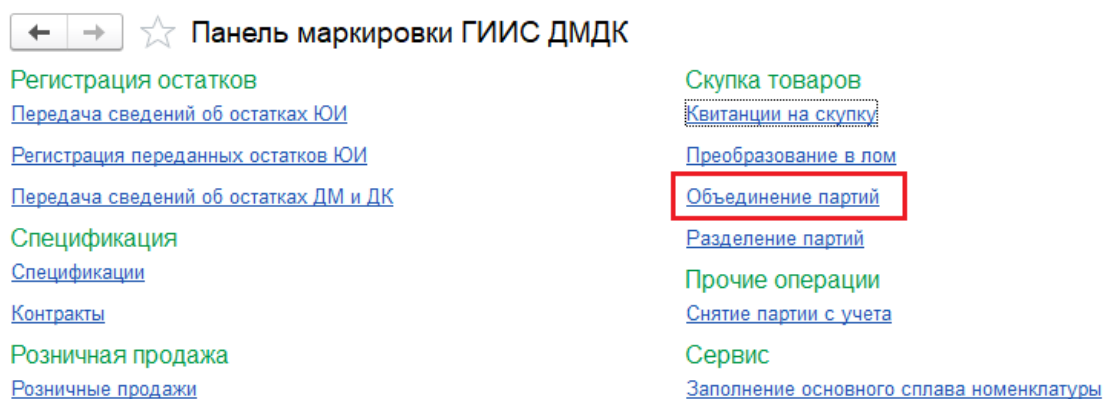 Панель маркировки ГИИС ДМДК
Регистрация остатков
Передача сведений об остатках ЮИ
Регистрация переданных остатков ЮИ
Передача сведений об остатках ДМ и ДК
Спецификация
Спецификации
Контракты
Розничная продажа
Розничные продажи
Скупка товаров
Квитанции на скупку
Преобразование в лом
Объединение партий
Разделение партий
Прочие операции
Снятие партии с учета
Сервис
Заполнение основного сплава номенклатуры